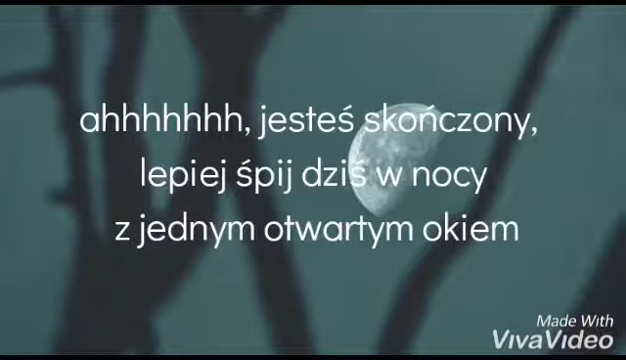 ahhhhhhh, jesteś skończony,
lepiej śpij dziś w nocy
z jednym otwartym okiem
Made With
VivaVideo